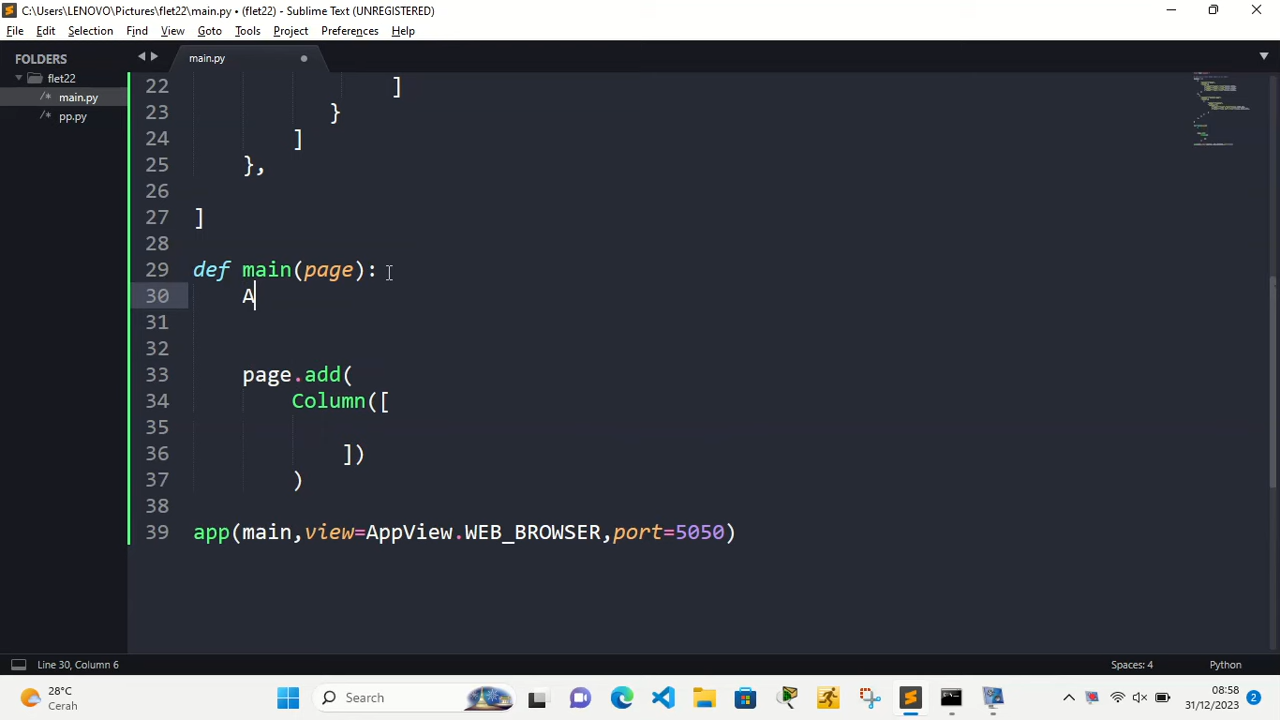 C:\Users\LENOVO\Pictures\flet22\main.py • (flet22) - Sublime Text (UNREGISTERED)
File Edit Selection Find View Goto Tools Project Preferences Help
FOLDERS
flet22
/* main.py
/* pp.py
main.py
22 ]
23 }
24 ]
25 },
26
27 ]
28
29 def main(page):
30 A
31
32
33 page.add(
34 Column([
35
36 ])
37 )
38
39 app(main,view=AppView.WEB_BROWSER,port=5050)
Line 30, Column 6
Spaces: 4
Python
28°C
Cerah
Search
08:58
31/12/2023
2